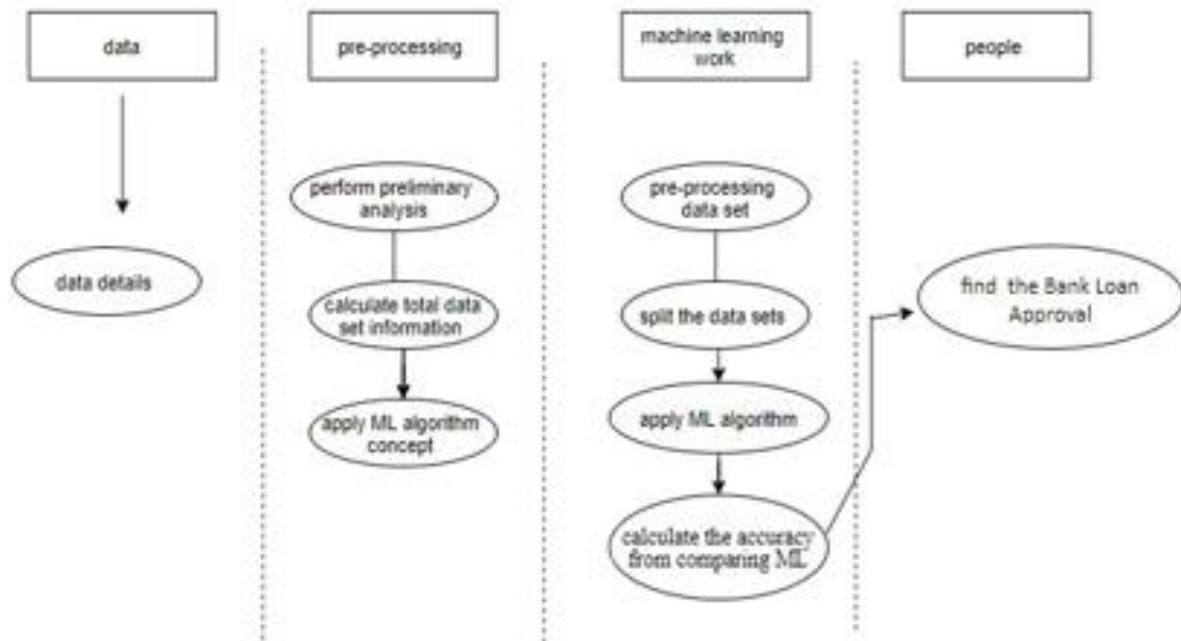 data
pre-processing
machine learning
work
people
data details
perform preliminary
analysis
calculate total data
set information
apply ML algorithm
concept
pre-processing
data set
split the data sets
apply ML algorithm
calculate the accuracy
from comparing ML
find the Bank Loan
Approval